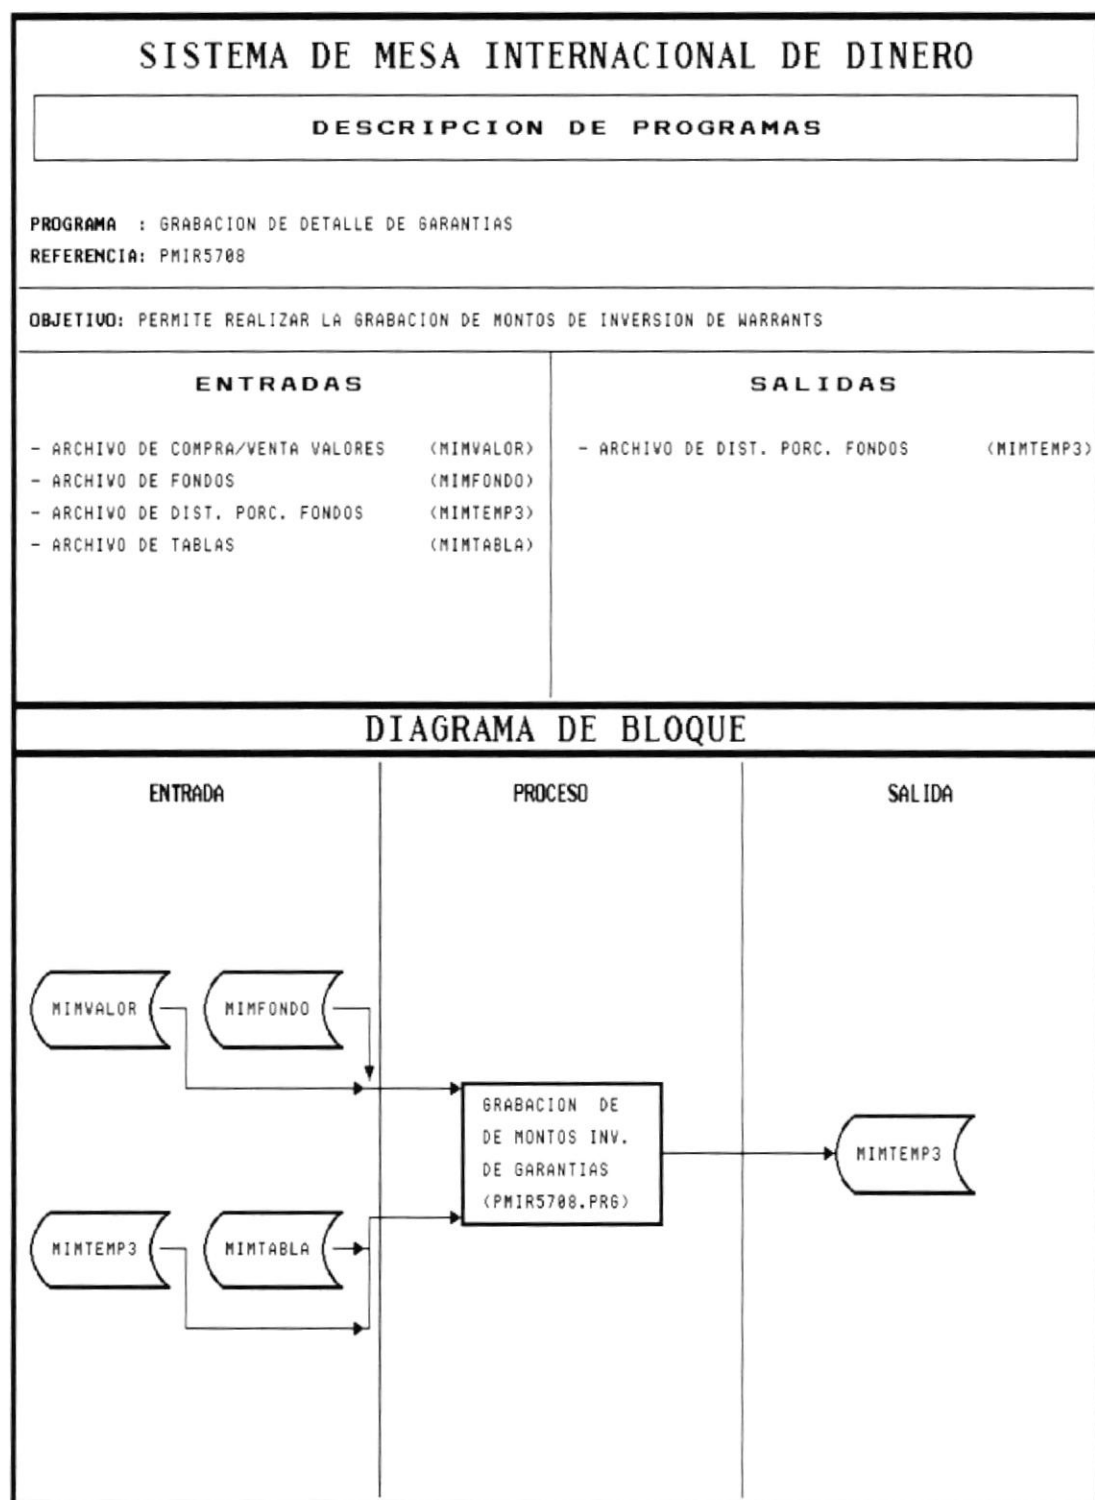 SISTEMA DE MESA INTERNACIONAL DE DINERO
DESCRIPCION DE PROGRAMAS
PROGRAMA : GRABACION DE DETALLE DE GARANTIAS
REFERENCIA: PMIR5708
OBJETIVO: PERMITE REALIZAR LA GRABACION DE MONTOS DE INVERSION DE WARRANTS
ENTRADAS
- ARCHIVO DE COMPRA/VENTA VALORES (MIMVALOR)
- ARCHIVO DE FONDOS (MIMFONDO)
- ARCHIVO DE DIST. PORC. FONDOS (MIMTEMP3)
- ARCHIVO DE TABLAS (MIMTABLA)
SALIDAS
- ARCHIVO DE DIST. PORC. FONDOS (MIMTEMP3)
DIAGRAMA DE BLOQUE
ENTRADA
PROCESO
SALIDA
MIMVALOR
MIMFONDO
GRABACION DE
DE MONTOS INV.
DE GARANTIAS
(PMIR5708.PRG)
MIMTEMP3
MIMTEMP3
MIMTABLA